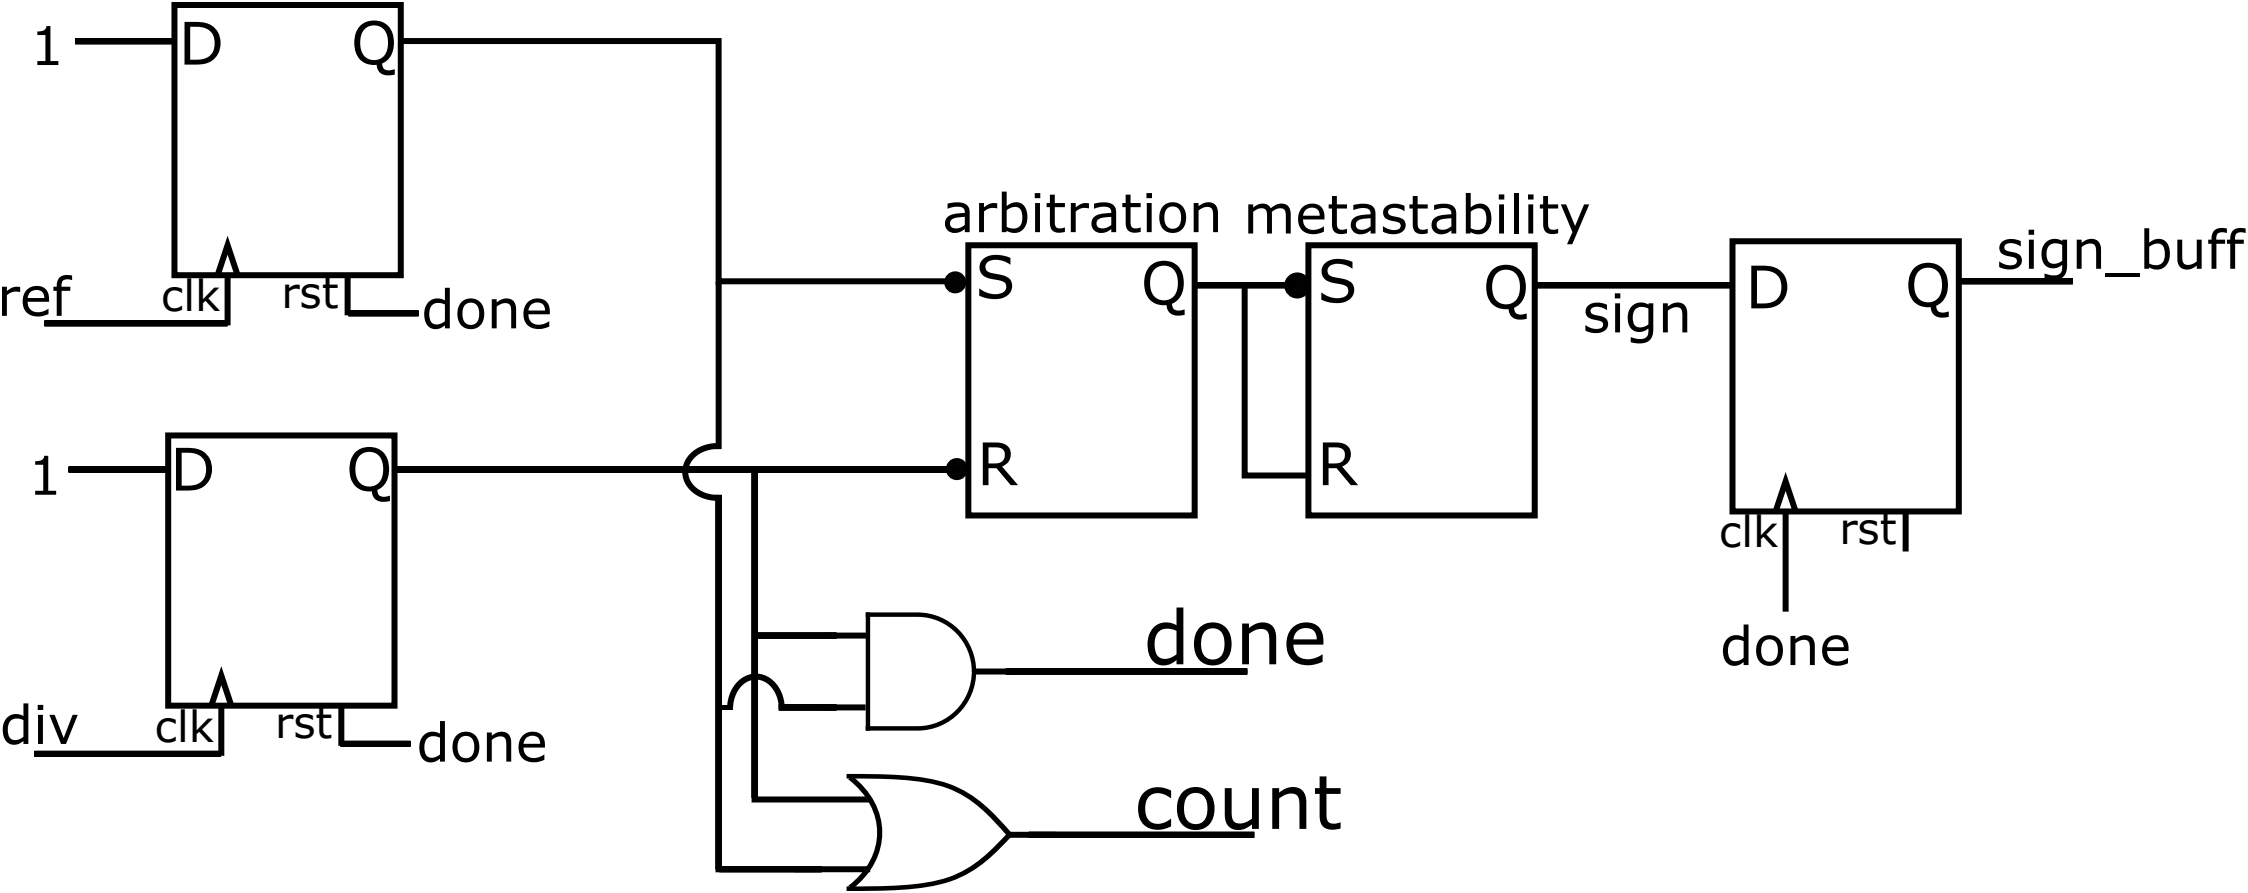 1
D
Q
ref
clk
rst
done
arbitration
metastability
S
Q
R
S
Q
R
sign
D
Q
sign_buff
clk
rst
done
1
D
Q
div
clk
rst
done
done
count